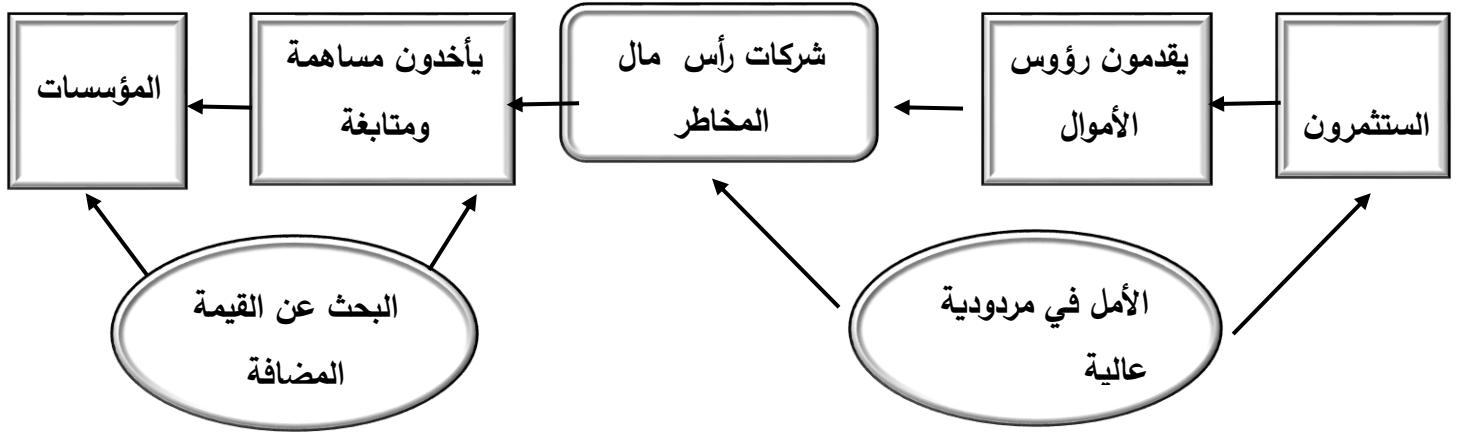 الستثمرون
يقدمون رؤوس
الأموال
شركات رأس مال
المخاطر
يأخدون مساهمة
ومتابغة
المؤسسات
الأمل في مردودية
عالية
البحث عن القيمة
المضافة